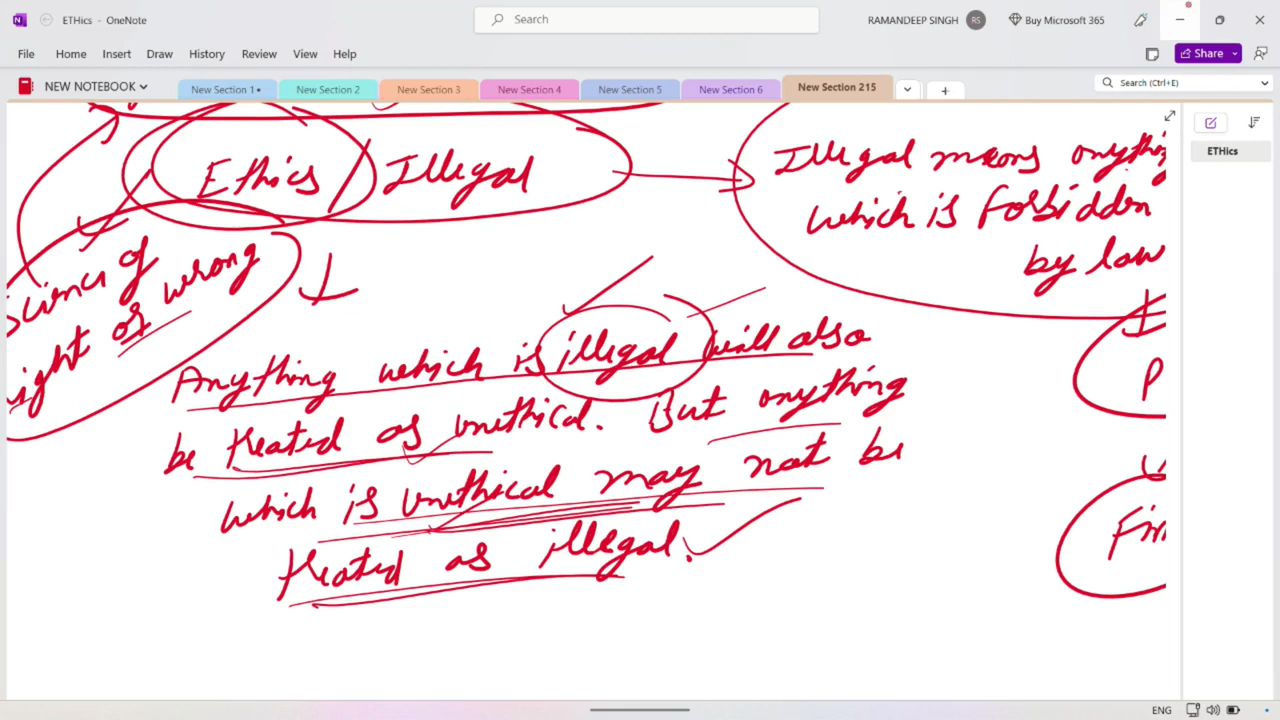 ETHics - OneNote
Search
RAMANDEEP SINGH
RS
Buy Microsoft 365
File Home Insert Draw History Review View Help
Share
NEW NOTEBOOK
New Section 1
New Section 2
New Section 3
New Section 4
New Section 5
New Section 6
New Section 215
Search (Ctrl+E)
ETHics
Ethics / Illegal
Illegal means anything
which is forbidden
by law
Science of
right or wrong
Anything which is illegal will also
be treated as unethical. But anything
which is unethical may not be
treated as illegal.
P
Fin
ENG